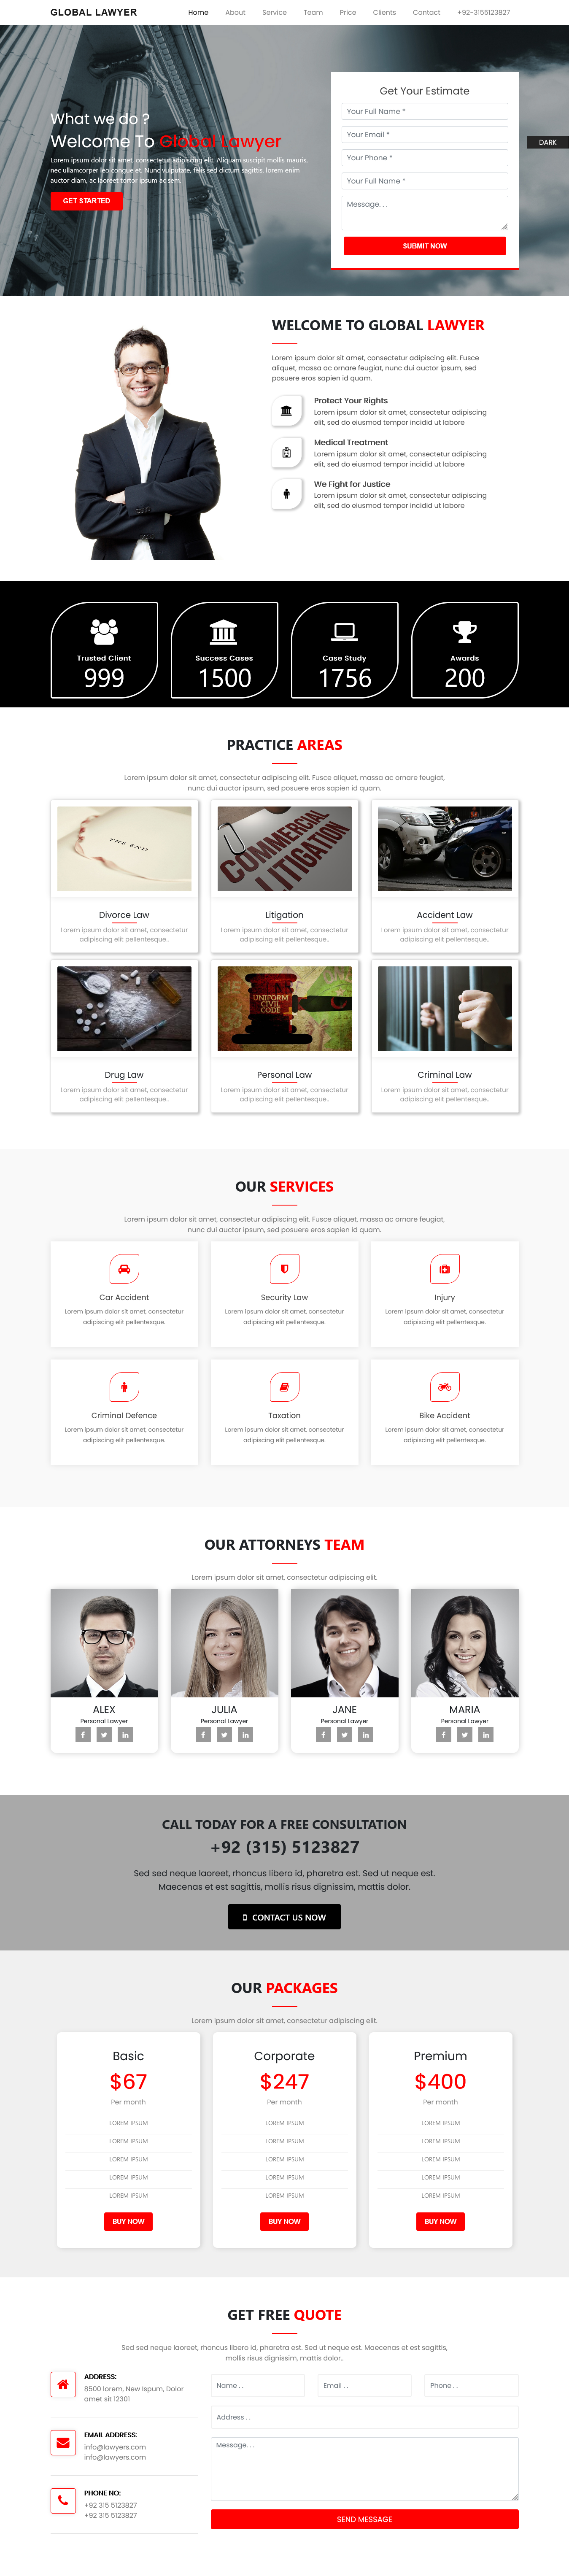 GLOBAL LAWYER
Home About Service Team Price Clients Contact +92-3155123827
What we do ?
Welcome To Global Lawyer
Lorem ipsum dolor sit amet, consectetur adipiscing elit. Aliquam suscipit mollis mauris,
nec ullamcorper leo congue et. Nunc vulputate, felis sed dictum sagittis, lorem enim
auctor diam, ac laoreet tortor ipsum ac sem.
GET STARTED
Get Your Estimate
Your Full Name *
Your Email *
Your Phone *
Your Full Name *
Message. . .
SUBMIT NOW
DARK
WELCOME TO GLOBAL LAWYER
Lorem ipsum dolor sit amet, consectetur adipiscing elit. Fusce
aliquet, massa ac ornare feugiat, nunc dui auctor ipsum, sed
posuere eros sapien id quam.
Protect Your Rights
Lorem ipsum dolor sit amet, consectetur adipiscing
elit, sed do eiusmod tempor incidid ut labore
Medical Treatment
Lorem ipsum dolor sit amet, consectetur adipiscing
elit, sed do eiusmod tempor incidid ut labore
We Fight for Justice
Lorem ipsum dolor sit amet, consectetur adipiscing
elit, sed do eiusmod tempor incidid ut labore
Trusted Client
999
Success Cases
1500
Case Study
1756
Awards
200
PRACTICE AREAS
Lorem ipsum dolor sit amet, consectetur adipiscing elit. Fusce aliquet, massa ac ornare feugiat,
nunc dui auctor ipsum, sed posuere eros sapien id quam.
THE END
Divorce Law
Lorem ipsum dolor sit amet, consectetur
adipiscing elit pellentesque..
COMMERCIAL
LITIGATION
Litigation
Lorem ipsum dolor sit amet, consectetur
adipiscing elit pellentesque..
Accident Law
Lorem ipsum dolor sit amet, consectetur
adipiscing elit pellentesque..
Drug Law
Lorem ipsum dolor sit amet, consectetur
adipiscing elit pellentesque..
UNIFORM
CIVIL
CODE
Personal Law
Lorem ipsum dolor sit amet, consectetur
adipiscing elit pellentesque..
Criminal Law
Lorem ipsum dolor sit amet, consectetur
adipiscing elit pellentesque..
OUR SERVICES
Lorem ipsum dolor sit amet, consectetur adipiscing elit. Fusce aliquet, massa ac ornare feugiat,
nunc dui auctor ipsum, sed posuere eros sapien id quam.
Car Accident
Lorem ipsum dolor sit amet, consectetur
adipiscing elit pellentesque.
Security Law
Lorem ipsum dolor sit amet, consectetur
adipiscing elit pellentesque.
Injury
Lorem ipsum dolor sit amet, consectetur
adipiscing elit pellentesque.
Criminal Defence
Lorem ipsum dolor sit amet, consectetur
adipiscing elit pellentesque.
Taxation
Lorem ipsum dolor sit amet, consectetur
adipiscing elit pellentesque.
Bike Accident
Lorem ipsum dolor sit amet, consectetur
adipiscing elit pellentesque.
OUR ATTORNEYS TEAM
Lorem ipsum dolor sit amet, consectetur adipiscing elit.
ALEX
Personal Lawyer
JULIA
Personal Lawyer
JANE
Personal Lawyer
MARIA
Personal Lawyer
CALL TODAY FOR A FREE CONSULTATION
+92 (315) 5123827
Sed sed neque laoreet, rhoncus libero id, pharetra est. Sed ut neque est.
Maecenas et est sagittis, mollis risus dignissim, mattis dolor.
CONTACT US NOW
OUR PACKAGES
Lorem ipsum dolor sit amet, consectetur adipiscing elit.
Basic
$67
Per month
LOREM IPSUM
LOREM IPSUM
LOREM IPSUM
LOREM IPSUM
LOREM IPSUM
BUY NOW
Corporate
$247
Per month
LOREM IPSUM
LOREM IPSUM
LOREM IPSUM
LOREM IPSUM
LOREM IPSUM
BUY NOW
Premium
$400
Per month
LOREM IPSUM
LOREM IPSUM
LOREM IPSUM
LOREM IPSUM
LOREM IPSUM
BUY NOW
GET FREE QUOTE
Sed sed neque laoreet, rhoncus libero id, pharetra est. Sed ut neque est. Maecenas et est sagittis,
mollis risus dignissim, mattis dolor..
ADDRESS:
8500 lorem, New Ispum, Dolor
amet sit 12301
EMAIL ADDRESS:
info@lawyers.com
info@lawyers.com
PHONE NO:
+92 315 5123827
+92 315 5123827
Name . .
Email . .
Phone . .
Address . .
Message. . .
SEND MESSAGE